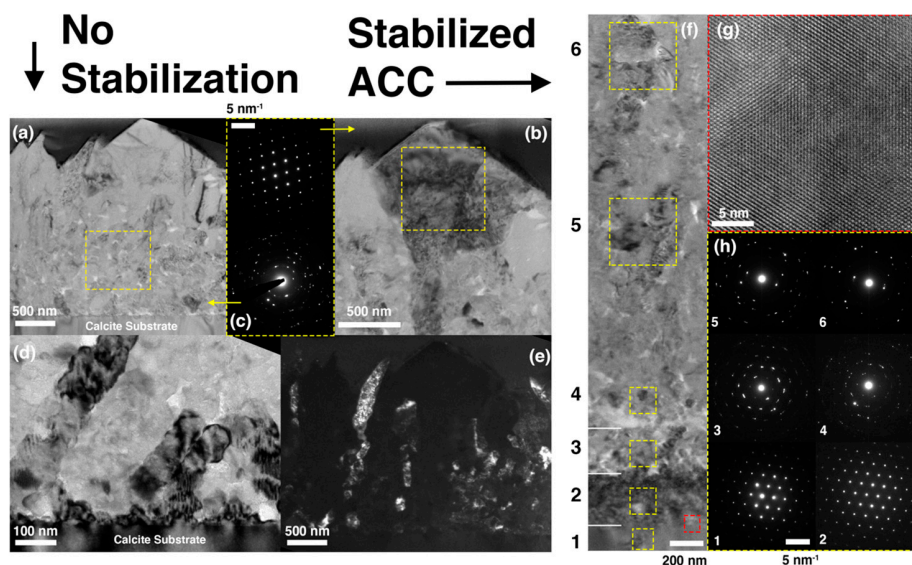 No
Stabilization
Stabilized
ACC
5 nm⁻¹
(a)
500 nm
Calcite Substrate
(c)
(b)
500 nm
(d)
100 nm
Calcite Substrate
(e)
500 nm
(f)
6
5
4
3
2
1
200 nm
(g)
5 nm
(h)
5
6
3
4
1
2
5 nm⁻¹